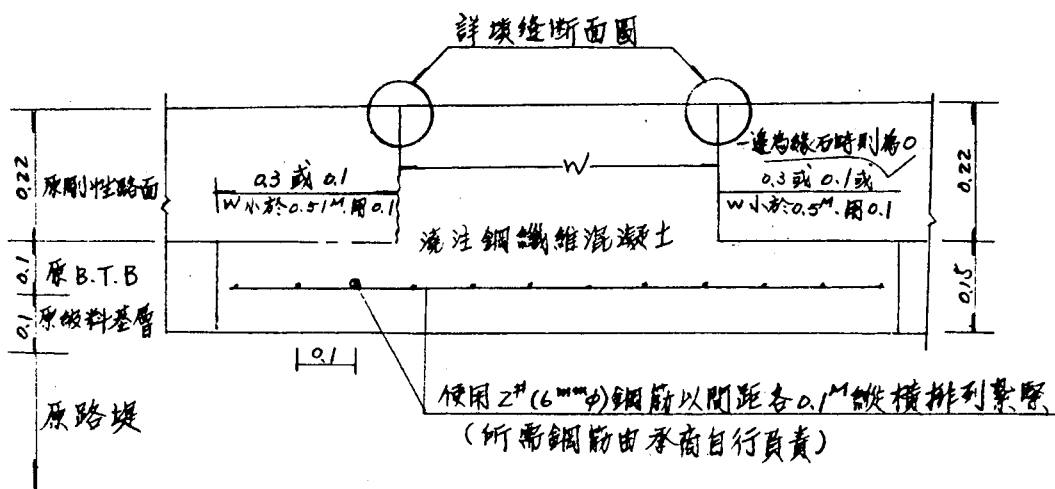 詳填縫断面圖
0.22
原剛性路面
0.3 或 0.1
W小於0.51ᴹ.用0.1
W
一邊為緣石時則為0
0.3或 0.1或
W小於0.5ᴹ.用0.1
0.22
澆注鋼纖維混凝土
0.1
原B.T.B
0.15
0.1
原級料基層
0.1
原路堤
使用2#(6mmφ)鋼筋以間距各0.1ᴹ縱橫排列紮緊
(所需鋼筋由承商自行負責)